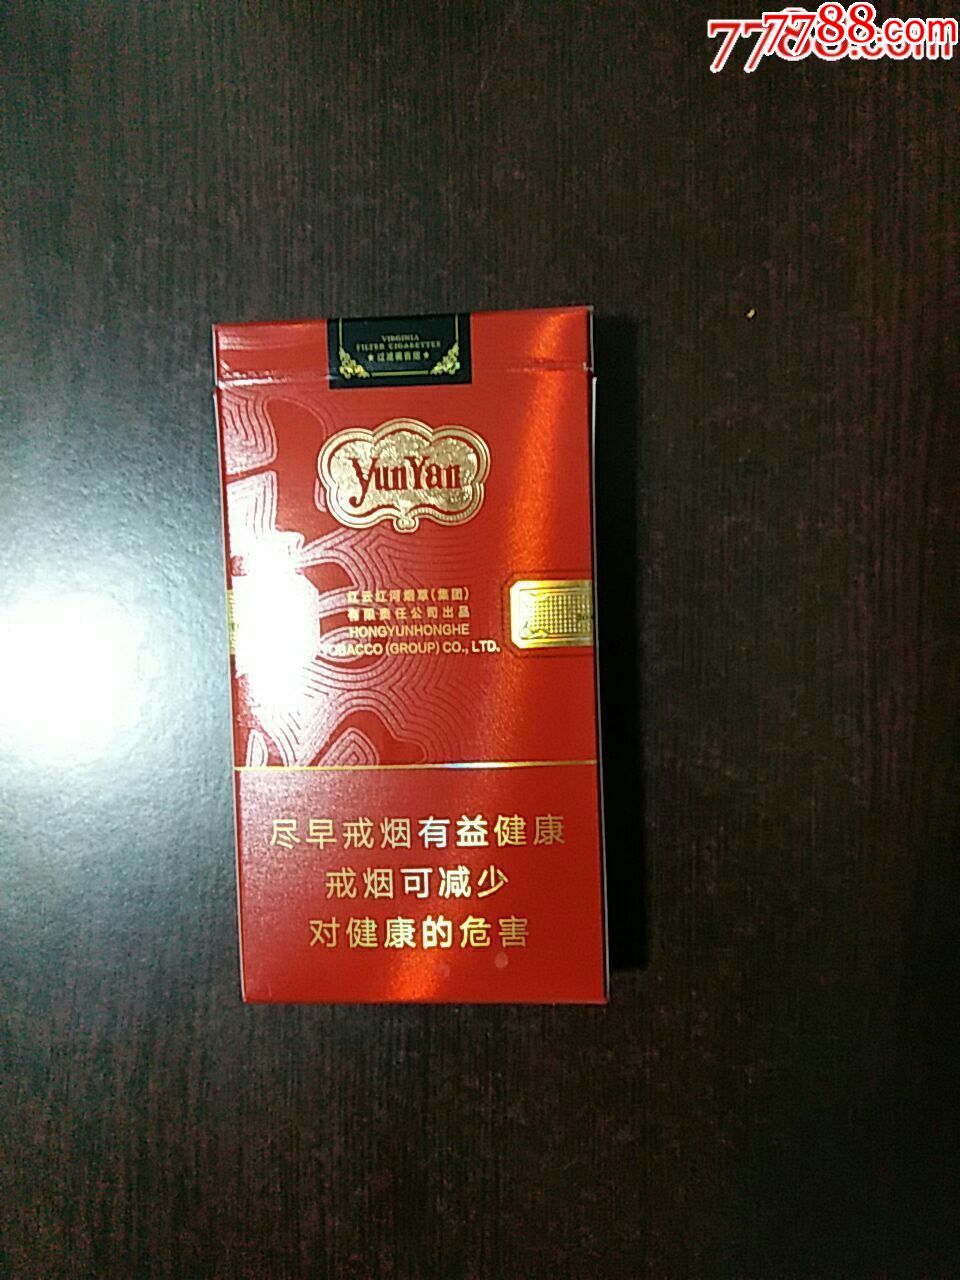 7788.com
7788.com
VIRGINIA
FILTER CIGARETTES
★过滤嘴香烟★
YunYan
红云红河烟草(集团)
有限责任公司出品
HONGYUNHONGHE
TOBACCO (GROUP) CO., LTD.
尽早戒烟有益健康
戒烟可减少
对健康的危害